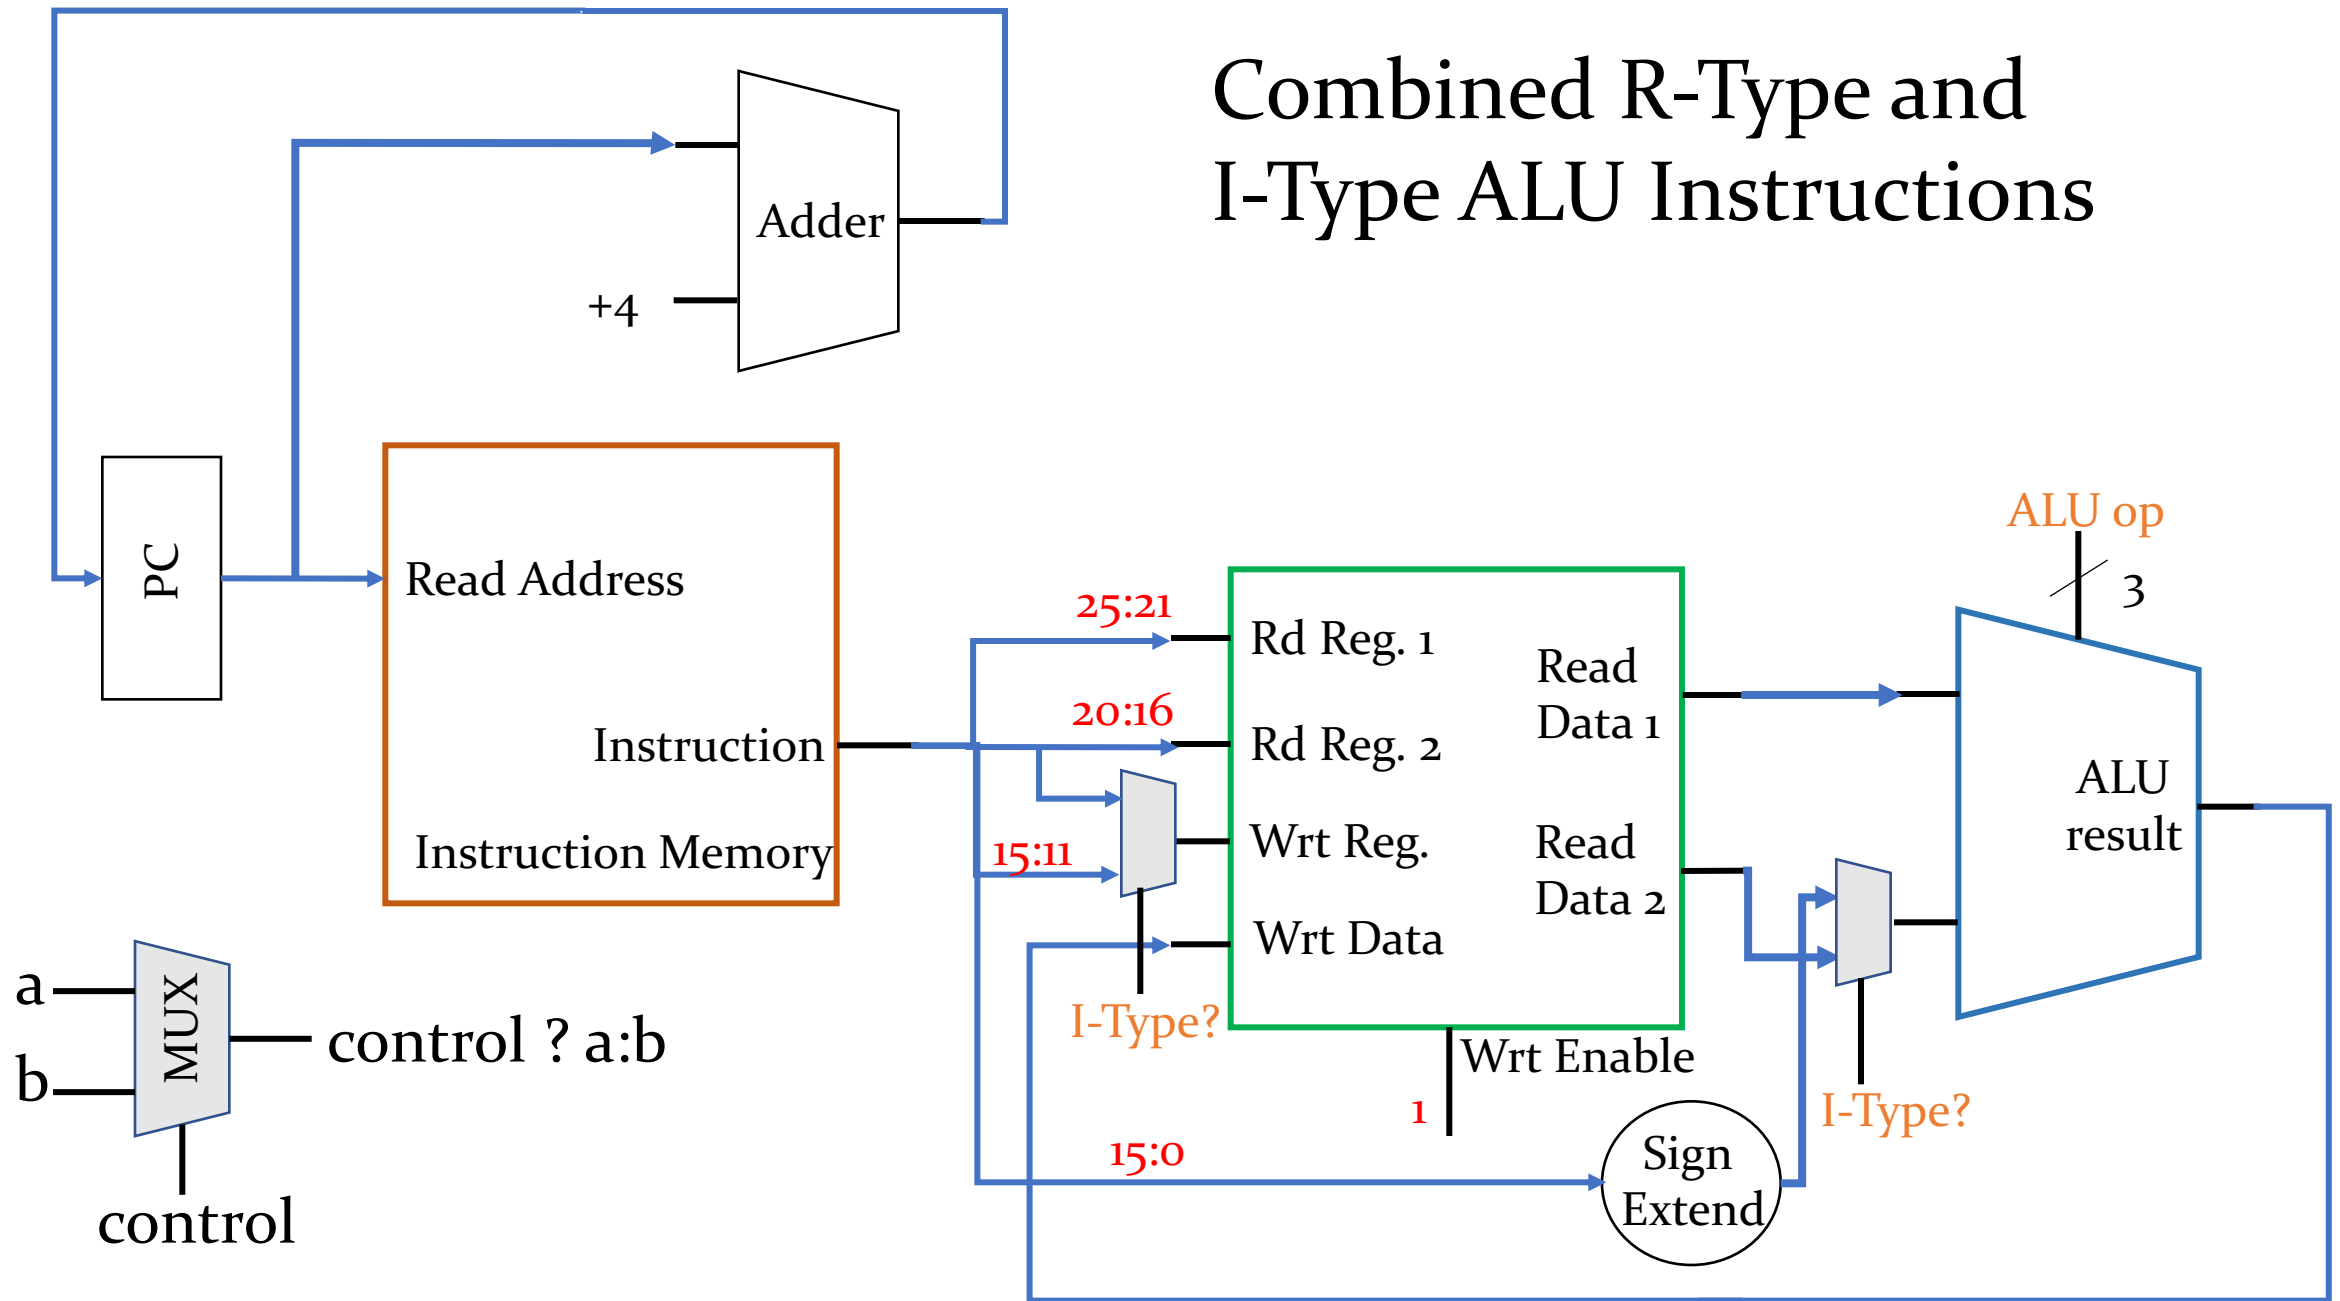 Combined R-Type and
I-Type ALU Instructions
Adder
+4
PC
Read Address
Instruction
Instruction Memory
25:21
20:16
15:11
Rd Reg. 1
Rd Reg. 2
Wrt Reg.
Wrt Data
Read
Data 1
Read
Data 2
ALU op
3
ALU
result
I-Type?
Wrt Enable
1
I-Type?
15:0
Sign
Extend
a
b
MUX
control ? a:b
control